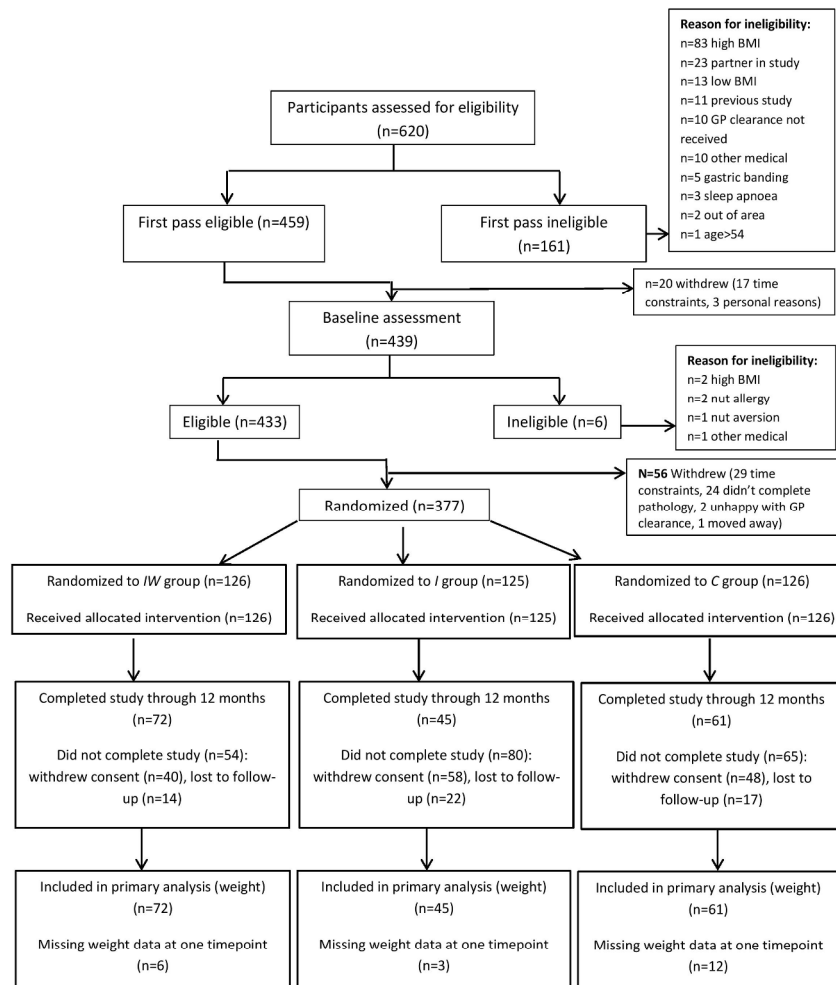 Reason for ineligibility:
n=83 high BMI
n=23 partner in study
n=13 low BMI
n=11 previous study
n=10 GP clearance not
received
n=10 other medical
n=5 gastric banding
n=3 sleep apnoea
n=2 out of area
n=1 age>54
Participants assessed for eligibility
(n=620)
First pass eligible (n=459)
First pass ineligible
(n=161)
n=20 withdrew (17 time
constraints, 3 personal reasons)
Baseline assessment
(n=439)
Reason for ineligibility:
n=2 high BMI
n=2 nut allergy
n=1 nut aversion
n=1 other medical
Eligible (n=433)
Ineligible (n=6)
N=56 Withdrew (29 time
constraints, 24 didn't complete
pathology, 2 unhappy with GP
clearance, 1 moved away)
Randomized (n=377)
Randomized to IW group (n=126)
Received allocated intervention (n=126)
Randomized to I group (n=125)
Received allocated intervention (n=125)
Randomized to C group (n=126)
Received allocated intervention (n=126)
Completed study through 12 months
(n=72)
Did not complete study (n=54):
withdrew consent (n=40), lost to follow-
up (n=14)
Completed study through 12 months
(n=45)
Did not complete study (n=80):
withdrew consent (n=58), lost to follow-
up (n=22)
Completed study through 12 months
(n=61)
Did not complete study (n=65):
withdrew consent (n=48), lost
to follow-up (n=17)
Included in primary analysis (weight)
(n=72)
Missing weight data at one timepoint
(n=6)
Included in primary analysis (weight)
(n=45)
Missing weight data at one timepoint
(n=3)
Included in primary analysis (weight)
(n=61)
Missing weight data at one timepoint
(n=12)